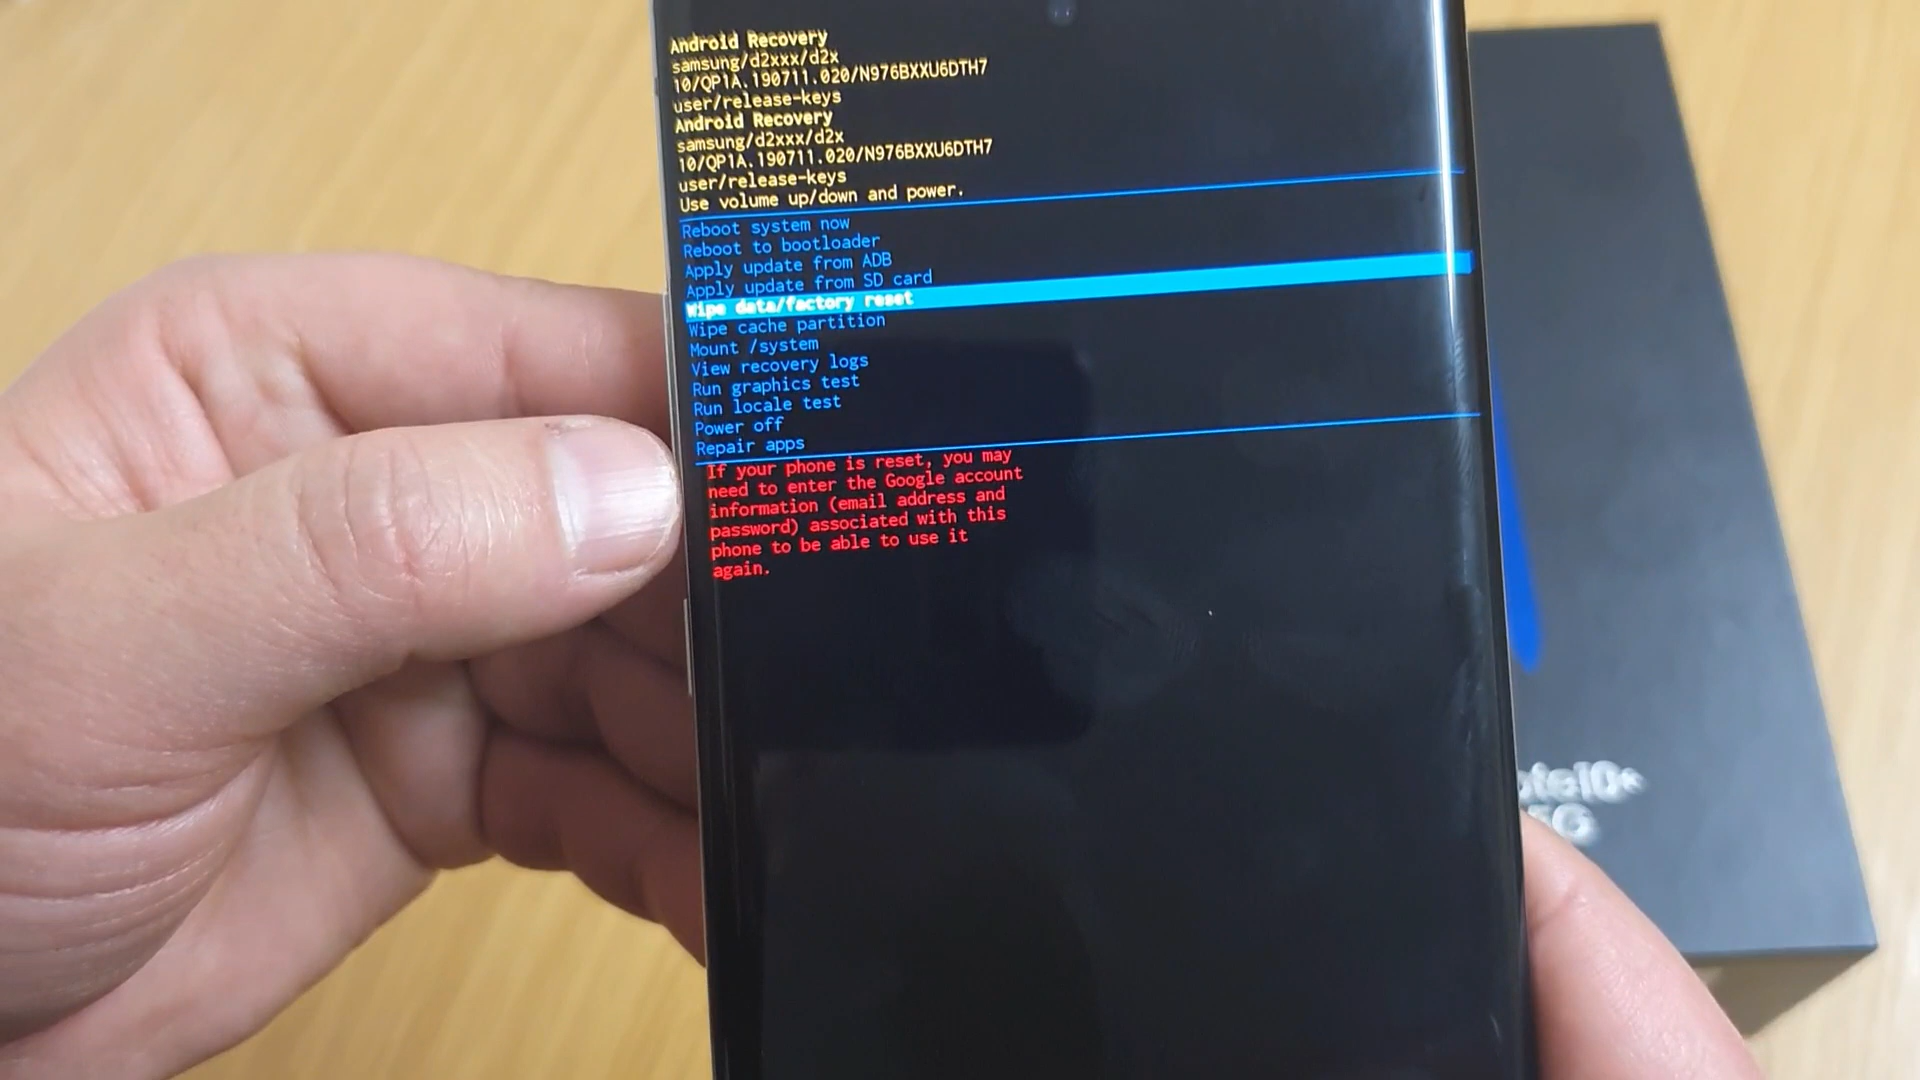 Android Recovery
samsung/d2xxx/d2x
10/QP1A.190711.020/N976BXXU6DTH7
user/release-keys
Android Recovery
samsung/d2xxx/d2x
10/QP1A.190711.020/N976BXXU6DTH7
user/release-keys
Use volume up/down and power.
Reboot system now
Reboot to bootloader
Apply update from ADB
Apply update from SD card
Wipe data/factory reset
Wipe cache partition
Mount /system
View recovery logs
Run graphics test
Run locale test
Power off
Repair apps
If your phone is reset, you may
need to enter the Google account
information (email address and
password) associated with this
phone to be able to use it
again.